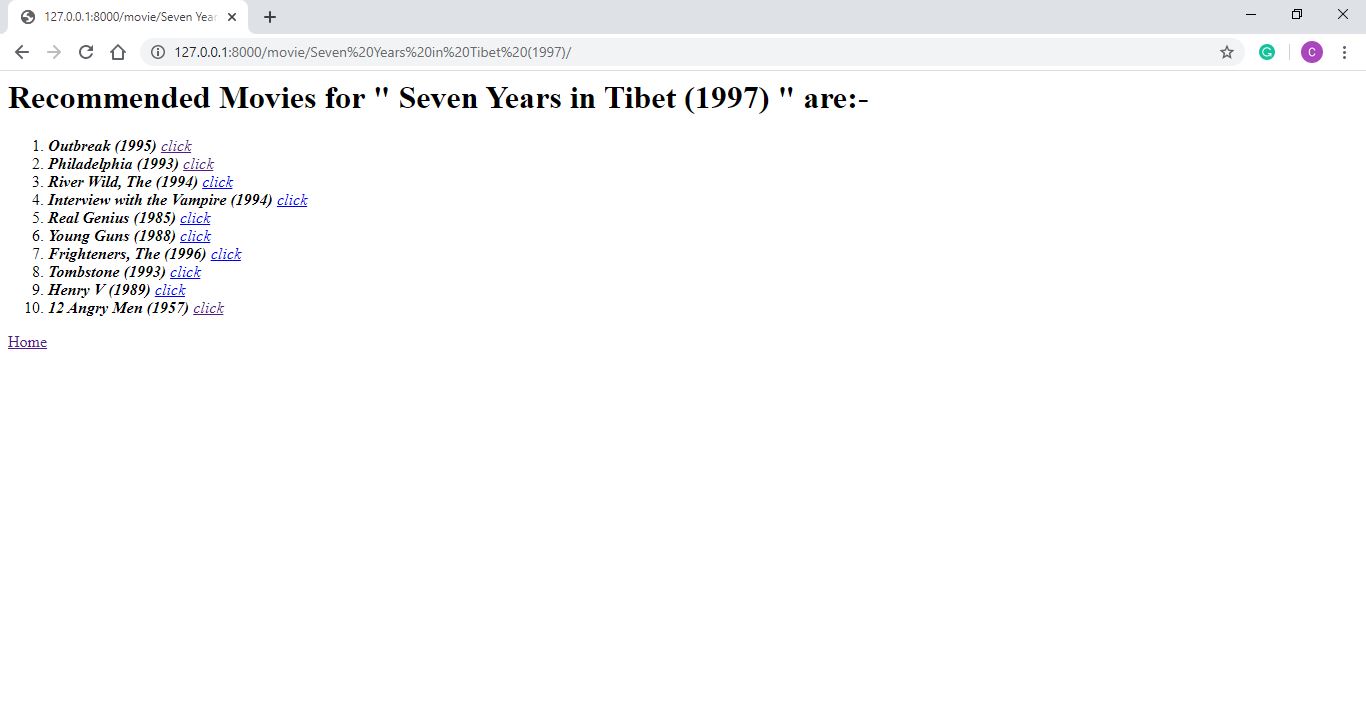 127.0.0.1:8000/movie/Seven Year
127.0.0.1:8000/movie/Seven%20Years%20in%20Tibet%20(1997)/
C
Recommended Movies for " Seven Years in Tibet (1997) " are:-
1. Outbreak (1995) click
2. Philadelphia (1993) click
3. River Wild, The (1994) click
4. Interview with the Vampire (1994) click
5. Real Genius (1985) click
6. Young Guns (1988) click
7. Frighteners, The (1996) click
8. Tombstone (1993) click
9. Henry V (1989) click
10. 12 Angry Men (1957) click
Home